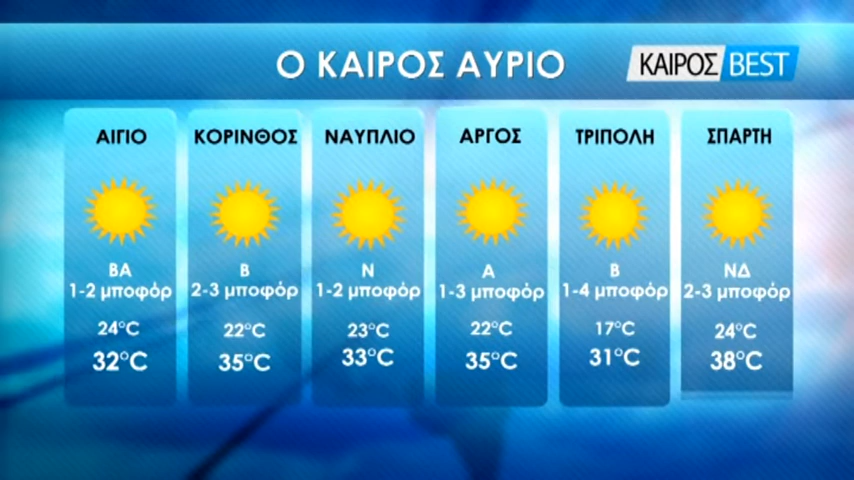 Ο ΚΑΙΡΟΣ ΑΥΡΙΟ
ΚΑΙΡΟΣ BEST
ΑΙΓΙΟ ΚΟΡΙΝΘΟΣ ΝΑΥΠΛΙΟ ΑΡΓΟΣ ΤΡΙΠΟΛΗ ΣΠΑΡΤΗ
ΒΑ Β Ν Α Β ΝΔ
1-2 μποφόρ 2-3 μποφόρ 1-2 μποφόρ 1-3 μποφόρ 1-4 μποφόρ 2-3 μποφόρ
24°C 22°C 23°C 22°C 17°C 24°C
32°C 35°C 33°C 35°C 31°C 38°C